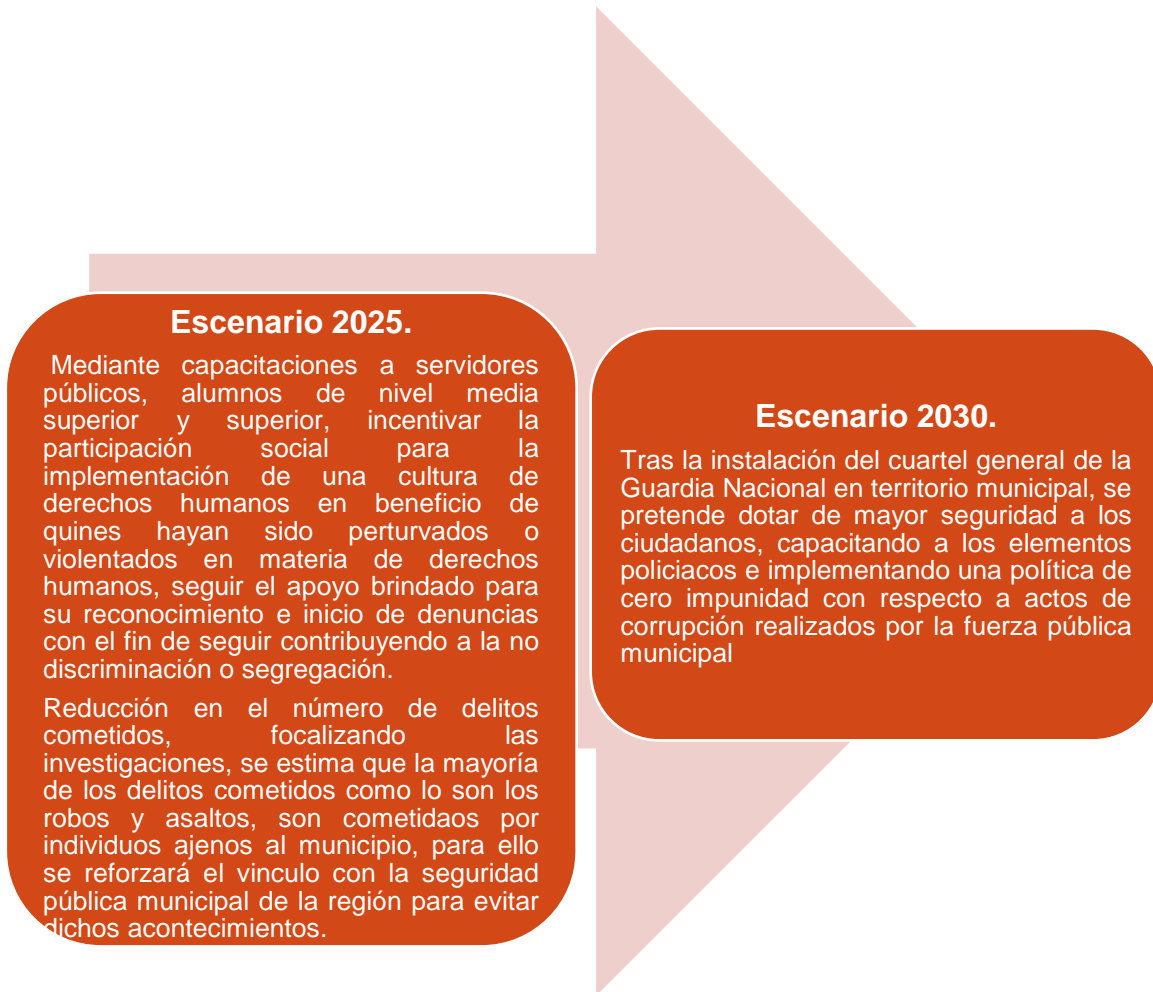 Escenario 2025.
Mediante capacitaciones a servidores
públicos, alumnos de nivel media
superior y superior, incentivar la
participación social para la
implementación de una cultura de
derechos humanos en beneficio de
quines hayan sido perturvados o
violentados en materia de derechos
humanos, seguir el apoyo brindado para
su reconocimiento e inicio de denuncias
con el fin de seguir contribuyendo a la no
discriminación o segregación.
Reducción en el número de delitos
cometidos, focalizando las
investigaciones, se estima que la mayoría
de los delitos cometidos como lo son los
robos y asaltos, son cometidaos por
individuos ajenos al municipio, para ello
se reforzará el vinculo con la seguridad
pública municipal de la región para evitar
dichos acontecimientos.
Escenario 2030.
Tras la instalación del cuartel general de la
Guardia Nacional en territorio municipal, se
pretende dotar de mayor seguridad a los
ciudadanos, capacitando a los elementos
policiacos e implementando una política de
cero impunidad con respecto a actos de
corrupción realizados por la fuerza pública
municipal